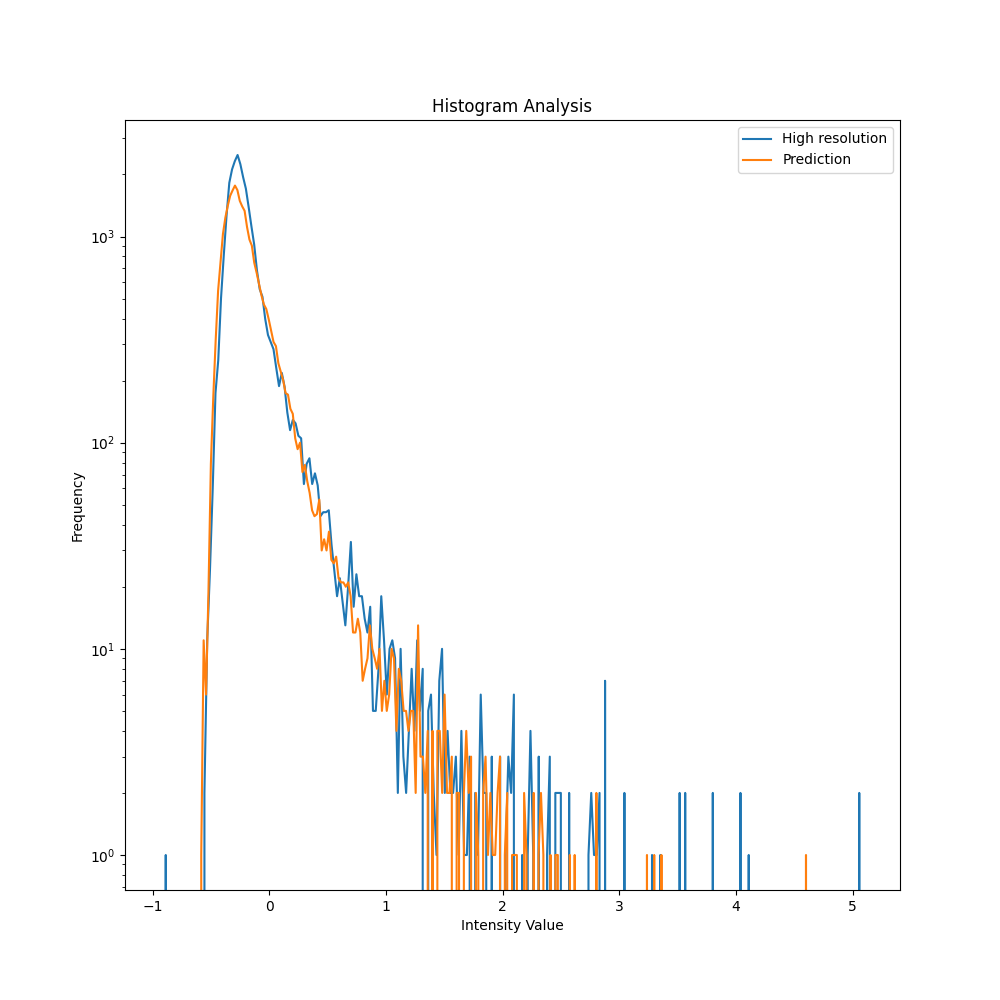 Histogram Analysis
High resolution
Prediction
10³
10²
10¹
10⁰
Frequency
−1 0 1 2 3 4 5
Intensity Value